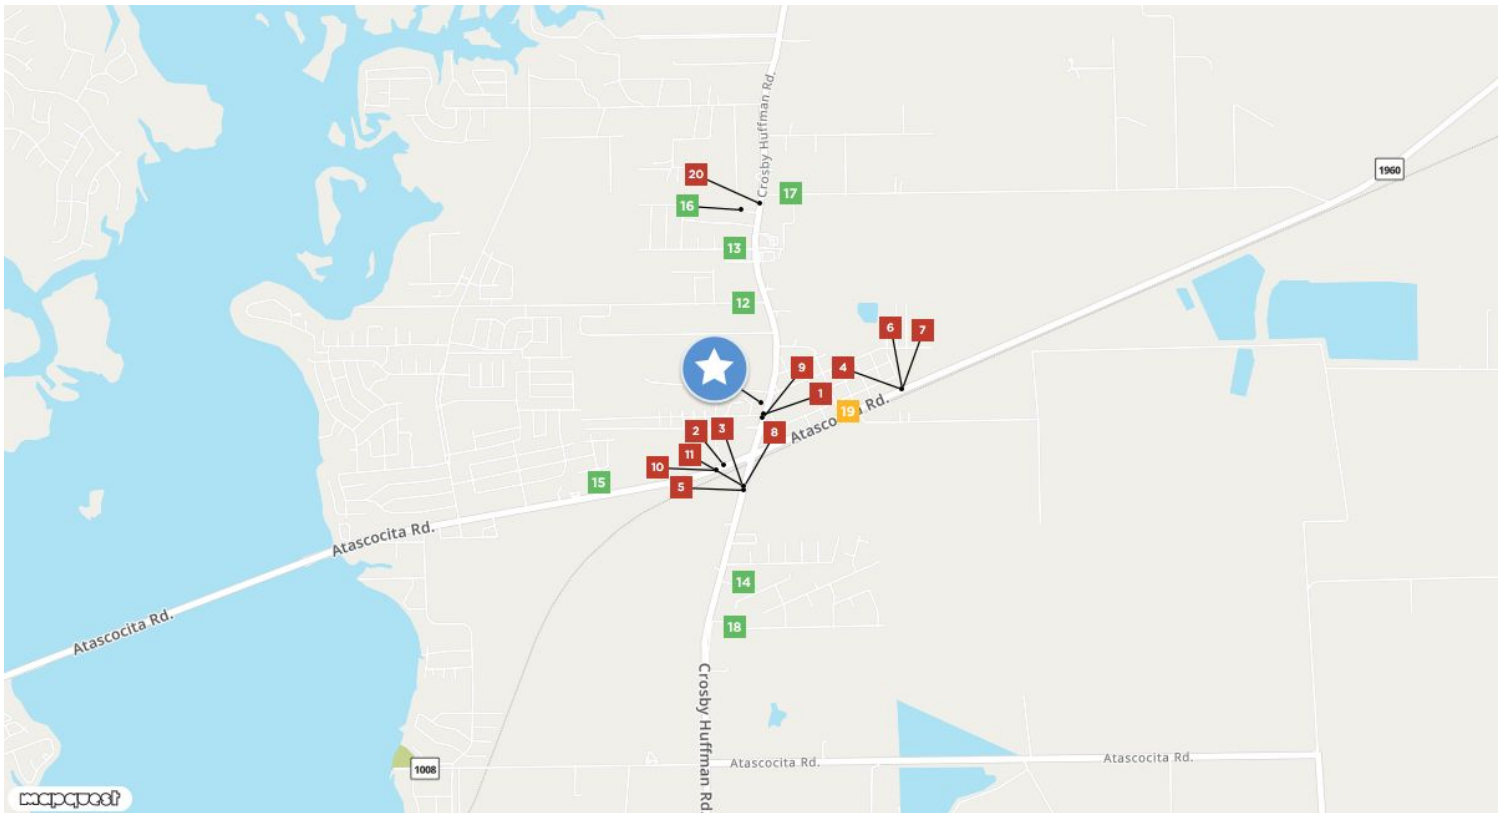 Crosby Huffman Rd.
1960
20
17
16
13
12
6
7
9
4
1
19
Atascocita Rd.
2
3
8
11
10
15
5
Atascocita Rd.
14
Atascocita Rd.
18
Crosby Huffman Rd.
Atascocita Rd.
Atascocita Rd.
1008
mapquest